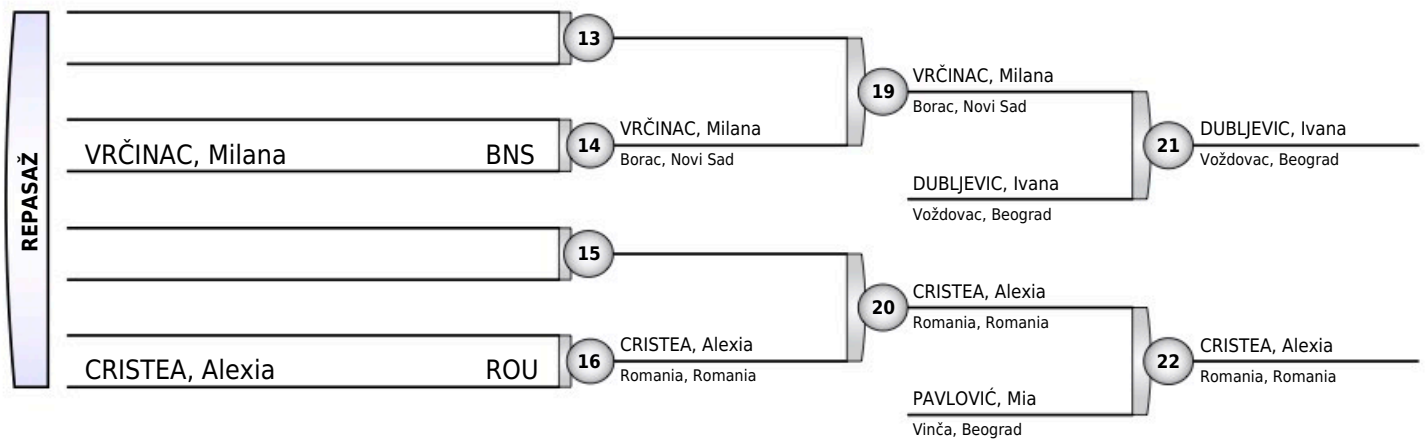 REPASAŽ
13
VRČINAC, Milana BNS
14
VRČINAC, Milana
Borac, Novi Sad
19
VRČINAC, Milana
Borac, Novi Sad
DUBLJEVIC, Ivana
Voždovac, Beograd
21
DUBLJEVIC, Ivana
Voždovac, Beograd
15
CRISTEA, Alexia ROU
16
CRISTEA, Alexia
Romania, Romania
20
CRISTEA, Alexia
Romania, Romania
PAVLOVIĆ, Mia
Vinča, Beograd
22
CRISTEA, Alexia
Romania, Romania